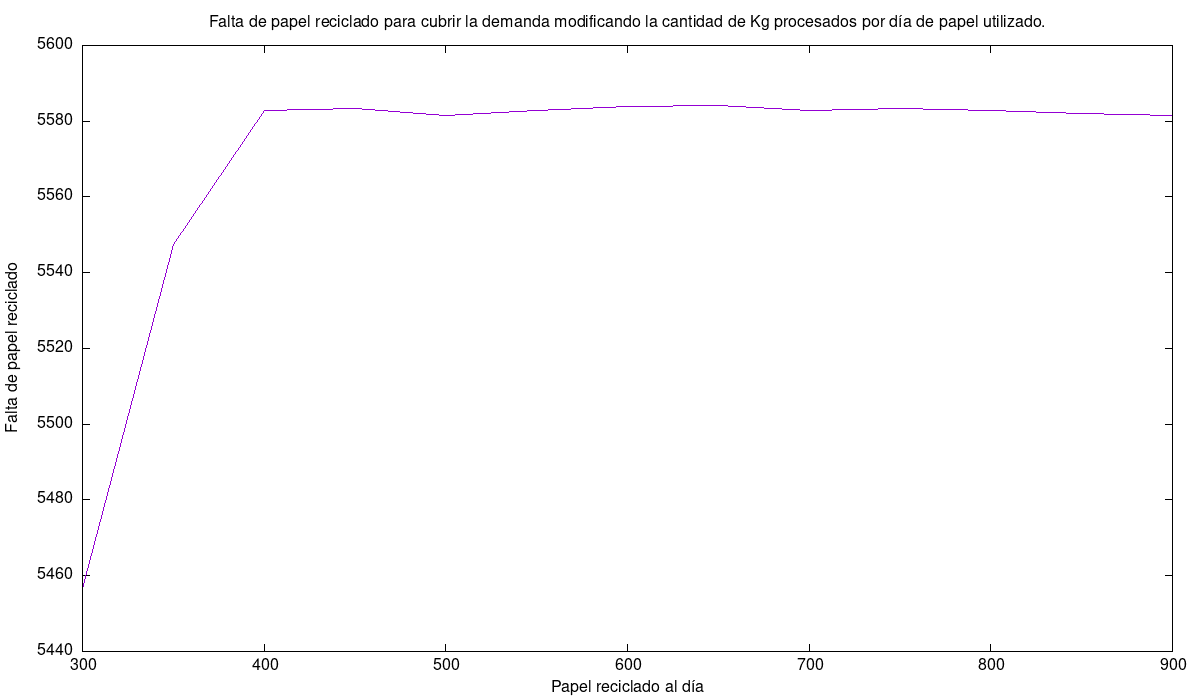 Falta de papel reciclado para cubrir la demanda modificando la cantidad de Kg procesados por día de papel utilizado.
5600
5580
5560
5540
5520
5500
5480
5460
5440
Falta de papel reciclado
300 400 500 600 700 800 900
Papel reciclado al día